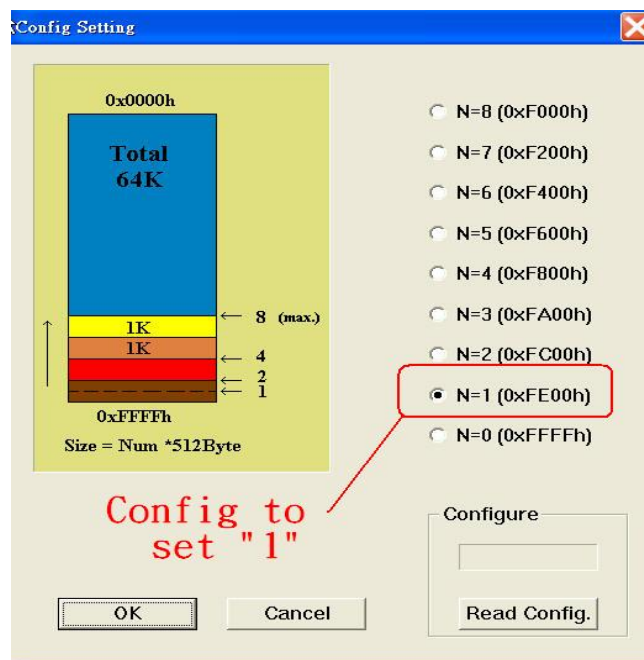 Config Setting
0x0000h
Total
64K
8 (max.)
1K
1K
4
2
1
0xFFFFh
Size = Num *512Byte
N=8 (0xF000h)
N=7 (0xF200h)
N=6 (0xF400h)
N=5 (0xF600h)
N=4 (0xF800h)
N=3 (0xFA00h)
N=2 (0xFC00h)
N=1 (0xFE00h)
N=0 (0xFFFFh)
Config to
set "1"
Configure
OK
Cancel
Read Config.